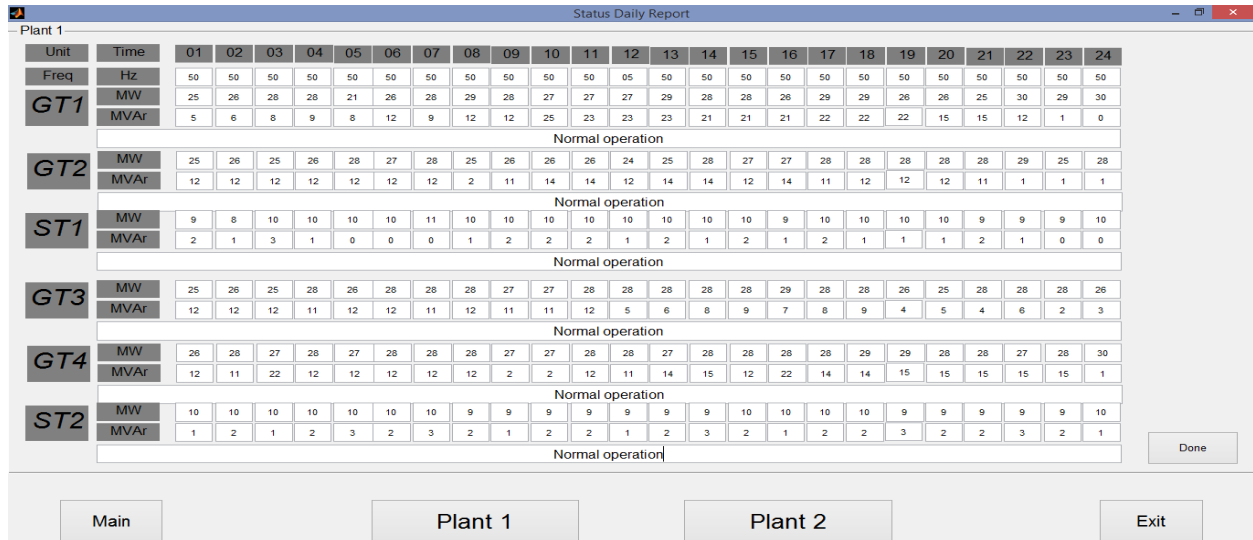 Status Daily Report
Plant 1
Unit Time 01 02 03 04 05 06 07 08 09 10 11 12 13 14 15 16 17 18 19 20 21 22 23 24
Freq Hz 50 50 50 50 50 50 50 50 50 50 50 05 50 50 50 50 50 50 50 50 50 50 50 50
GT1 MW 25 26 28 28 21 26 28 29 28 27 27 27 29 28 28 26 29 29 26 26 25 30 29 30
MVAr 5 6 8 9 8 12 9 12 12 25 23 23 23 21 21 21 22 22 22 15 15 12 1 0
Normal operation
GT2 MW 25 26 25 26 28 27 28 25 26 26 26 24 25 28 27 27 28 28 28 28 28 29 25 28
MVAr 12 12 12 12 12 12 12 2 11 14 14 12 14 14 12 14 11 12 12 12 11 1 1 1
Normal operation
ST1 MW 9 8 10 10 10 10 11 10 10 10 10 10 10 10 10 9 10 10 10 10 9 9 9 10
MVAr 2 1 3 1 0 0 0 1 2 2 2 1 2 1 2 1 2 1 1 1 2 1 0 0
Normal operation
GT3 MW 25 26 25 28 26 28 28 28 27 27 28 28 28 28 28 29 28 28 26 25 28 28 28 26
MVAr 12 12 12 11 12 12 11 12 11 11 12 5 6 8 9 7 8 9 4 5 4 6 2 3
Normal operation
GT4 MW 26 28 27 28 27 28 28 28 27 27 28 28 27 28 28 28 28 29 29 28 28 27 28 30
MVAr 12 11 22 12 12 12 12 12 2 2 12 11 14 15 12 22 14 14 15 15 15 15 15 1
Normal operation
ST2 MW 10 10 10 10 10 10 10 9 9 9 9 9 9 9 10 10 10 10 9 9 9 9 9 10
MVAr 1 2 1 2 3 2 3 2 1 2 2 1 2 3 2 1 2 2 3 2 2 3 2 1
Normal operation
Done
Main Plant 1 Plant 2 Exit